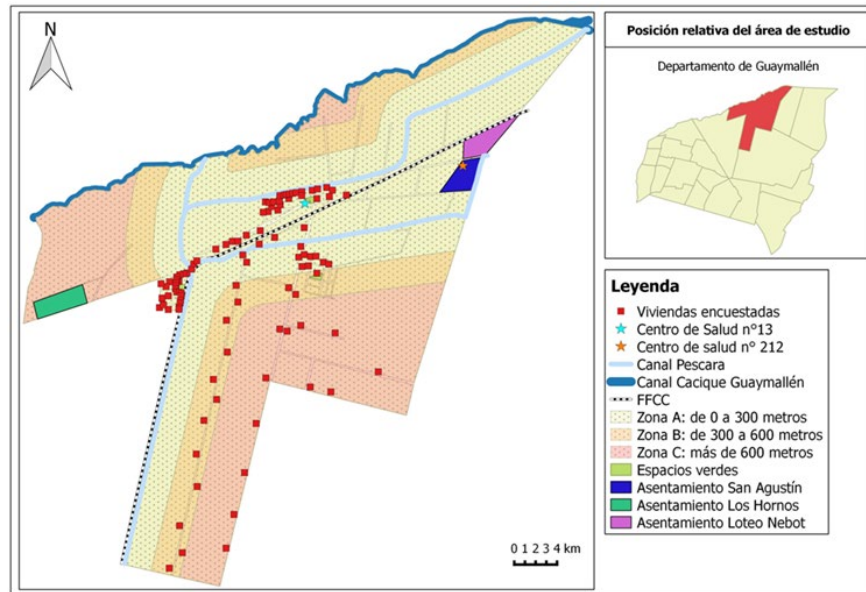 N
Posición relativa del área de estudio
Departamento de Guaymallén
Leyenda
Viviendas encuestadas
Centro de Salud n°13
Centro de salud n° 212
Canal Pescara
Canal Cacique Guaymallén
FFCC
Zona A: de 0 a 300 metros
Zona B: de 300 a 600 metros
Zona C: más de 600 metros
Espacios verdes
Asentamiento San Agustín
Asentamiento Los Hornos
Asentamiento Loteo Nebot
0 1 2 3 4 km